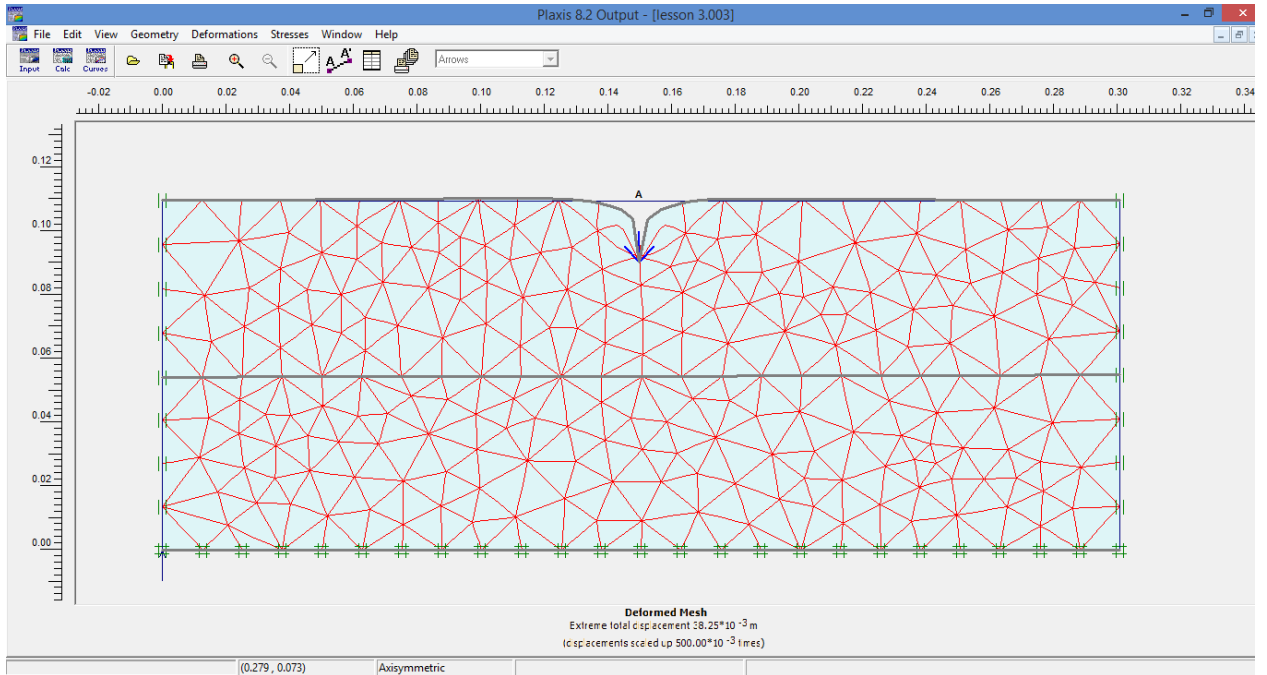 Plaxis 8.2 Output - [lesson 3.003]
File Edit View Geometry Deformations Stresses Window Help
Input Calc Curves A A' Arrows
-0.02 0.00 0.02 0.04 0.06 0.08 0.10 0.12 0.14 0.16 0.18 0.20 0.22 0.24 0.26 0.28 0.30 0.32 0.34
0.12
A
0.10
0.08
0.06
0.04
0.02
0.00
Deformed Mesh
Extreme total displacement 38.25*10 -3 m
(displacements scaled up 500.00*10 -3 times)
(0.279 , 0.073) Axisymmetric